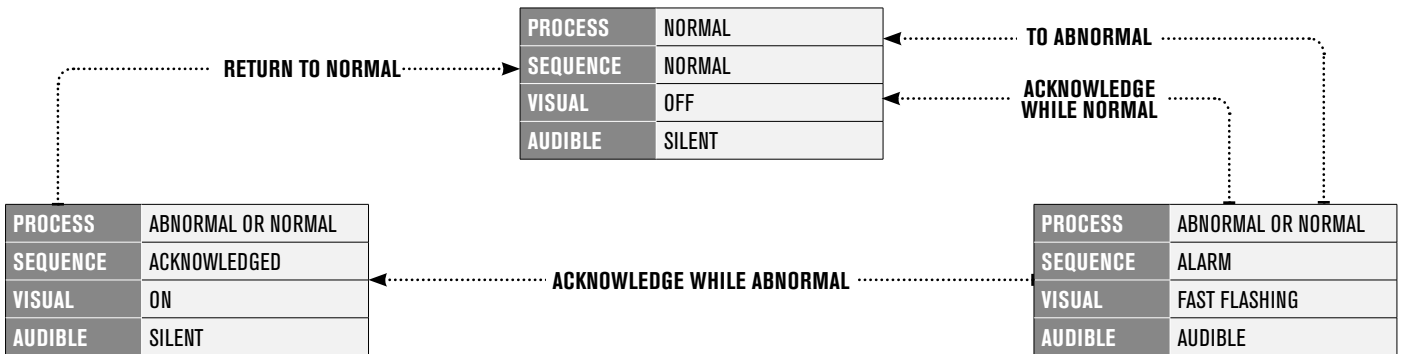 PROCESS NORMAL
SEQUENCE NORMAL
VISUAL OFF
AUDIBLE SILENT
TO ABNORMAL
RETURN TO NORMAL
ACKNOWLEDGE
WHILE NORMAL
PROCESS ABNORMAL OR NORMAL
SEQUENCE ACKNOWLEDGED
VISUAL ON
AUDIBLE SILENT
ACKNOWLEDGE WHILE ABNORMAL
PROCESS ABNORMAL OR NORMAL
SEQUENCE ALARM
VISUAL FAST FLASHING
AUDIBLE AUDIBLE